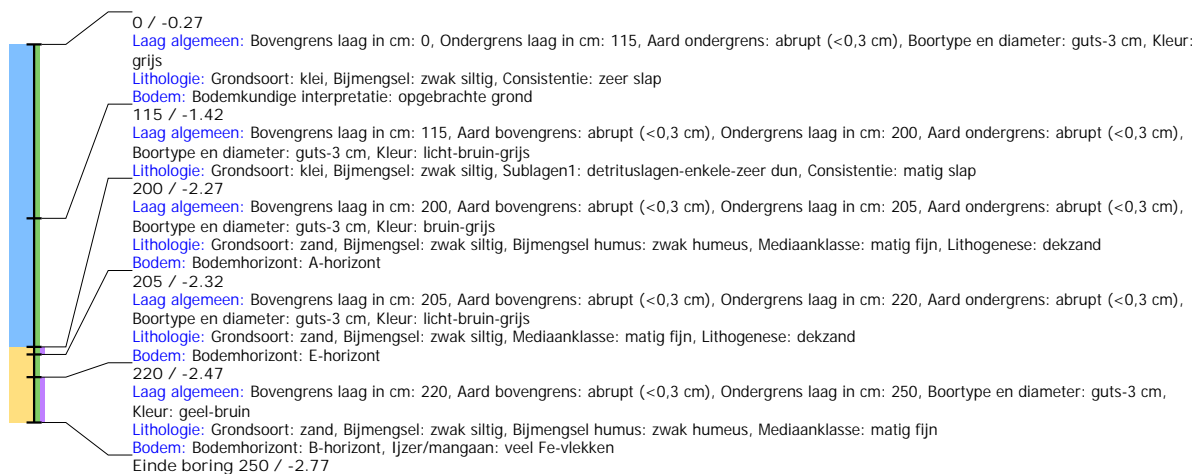 0 / -0.27
Laag algemeen: Bovengrens laag in cm: 0, Ondergrens laag in cm: 115, Aard ondergrens: abrupt (<0,3 cm), Boortype en diameter: guts-3 cm, Kleur:
grijs
Lithologie: Grondsoort: klei, Bijmengsel: zwak siltig, Consistentie: zeer slap
Bodem: Bodemkundige interpretatie: opgebrachte grond
115 / -1.42
Laag algemeen: Bovengrens laag in cm: 115, Aard bovengrens: abrupt (<0,3 cm), Ondergrens laag in cm: 200, Aard ondergrens: abrupt (<0,3 cm),
Boortype en diameter: guts-3 cm, Kleur: licht-bruin-grijs
Lithologie: Grondsoort: klei, Bijmengsel: zwak siltig, Sublagen1: detrituslagen-enkele-zeer dun, Consistentie: matig slap
200 / -2.27
Laag algemeen: Bovengrens laag in cm: 200, Aard bovengrens: abrupt (<0,3 cm), Ondergrens laag in cm: 205, Aard ondergrens: abrupt (<0,3 cm),
Boortype en diameter: guts-3 cm, Kleur: bruin-grijs
Lithologie: Grondsoort: zand, Bijmengsel: zwak siltig, Bijmengsel humus: zwak humeus, Mediaanklasse: matig fijn, Lithogenese: dekzand
Bodem: Bodemhorizont: A-horizont
205 / -2.32
Laag algemeen: Bovengrens laag in cm: 205, Aard bovengrens: abrupt (<0,3 cm), Ondergrens laag in cm: 220, Aard ondergrens: abrupt (<0,3 cm),
Boortype en diameter: guts-3 cm, Kleur: licht-bruin-grijs
Lithologie: Grondsoort: zand, Bijmengsel: zwak siltig, Mediaanklasse: matig fijn, Lithogenese: dekzand
Bodem: Bodemhorizont: E-horizont
220 / -2.47
Laag algemeen: Bovengrens laag in cm: 220, Aard bovengrens: abrupt (<0,3 cm), Ondergrens laag in cm: 250, Boortype en diameter: guts-3 cm,
Kleur: geel-bruin
Lithologie: Grondsoort: zand, Bijmengsel: zwak siltig, Bijmengsel humus: zwak humeus, Mediaanklasse: matig fijn
Bodem: Bodemhorizont: B-horizont, Ijzer/mangaan: veel Fe-vlekken
Einde boring 250 / -2.77